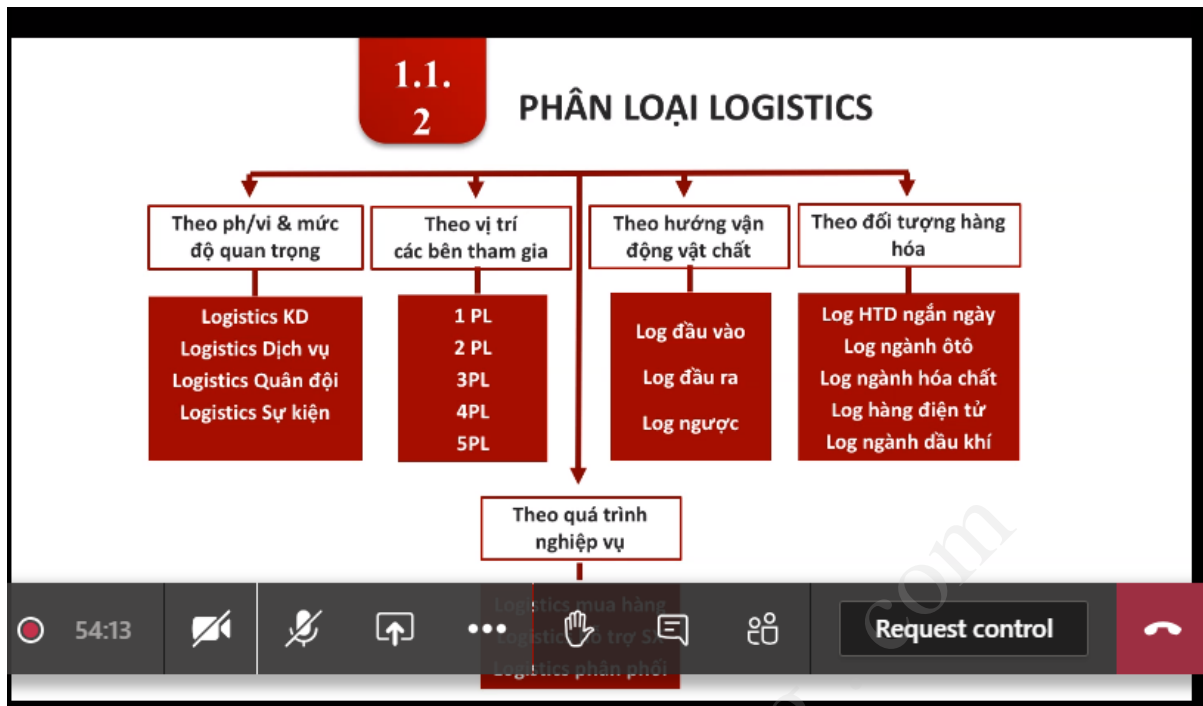 1.1.
2
PHÂN LOẠI LOGISTICS
Theo ph/vi & mức
độ quan trọng
Logistics KD
Logistics Dịch vụ
Logistics Quân đội
Logistics Sự kiện
Theo vị trí
các bên tham gia
1 PL
2 PL
3PL
4PL
5PL
Theo hướng vận
động vật chất
Log đầu vào
Log đầu ra
Log ngược
Theo đối tượng hàng
hóa
Log HTD ngắn ngày
Log ngành ôtô
Log ngành hóa chất
Log hàng điện tử
Log ngành dầu khí
Theo quá trình
nghiệp vụ
Logistics mua hàng
Logistics trợ SX
Logistics phân phối
54:13
Request control
.com